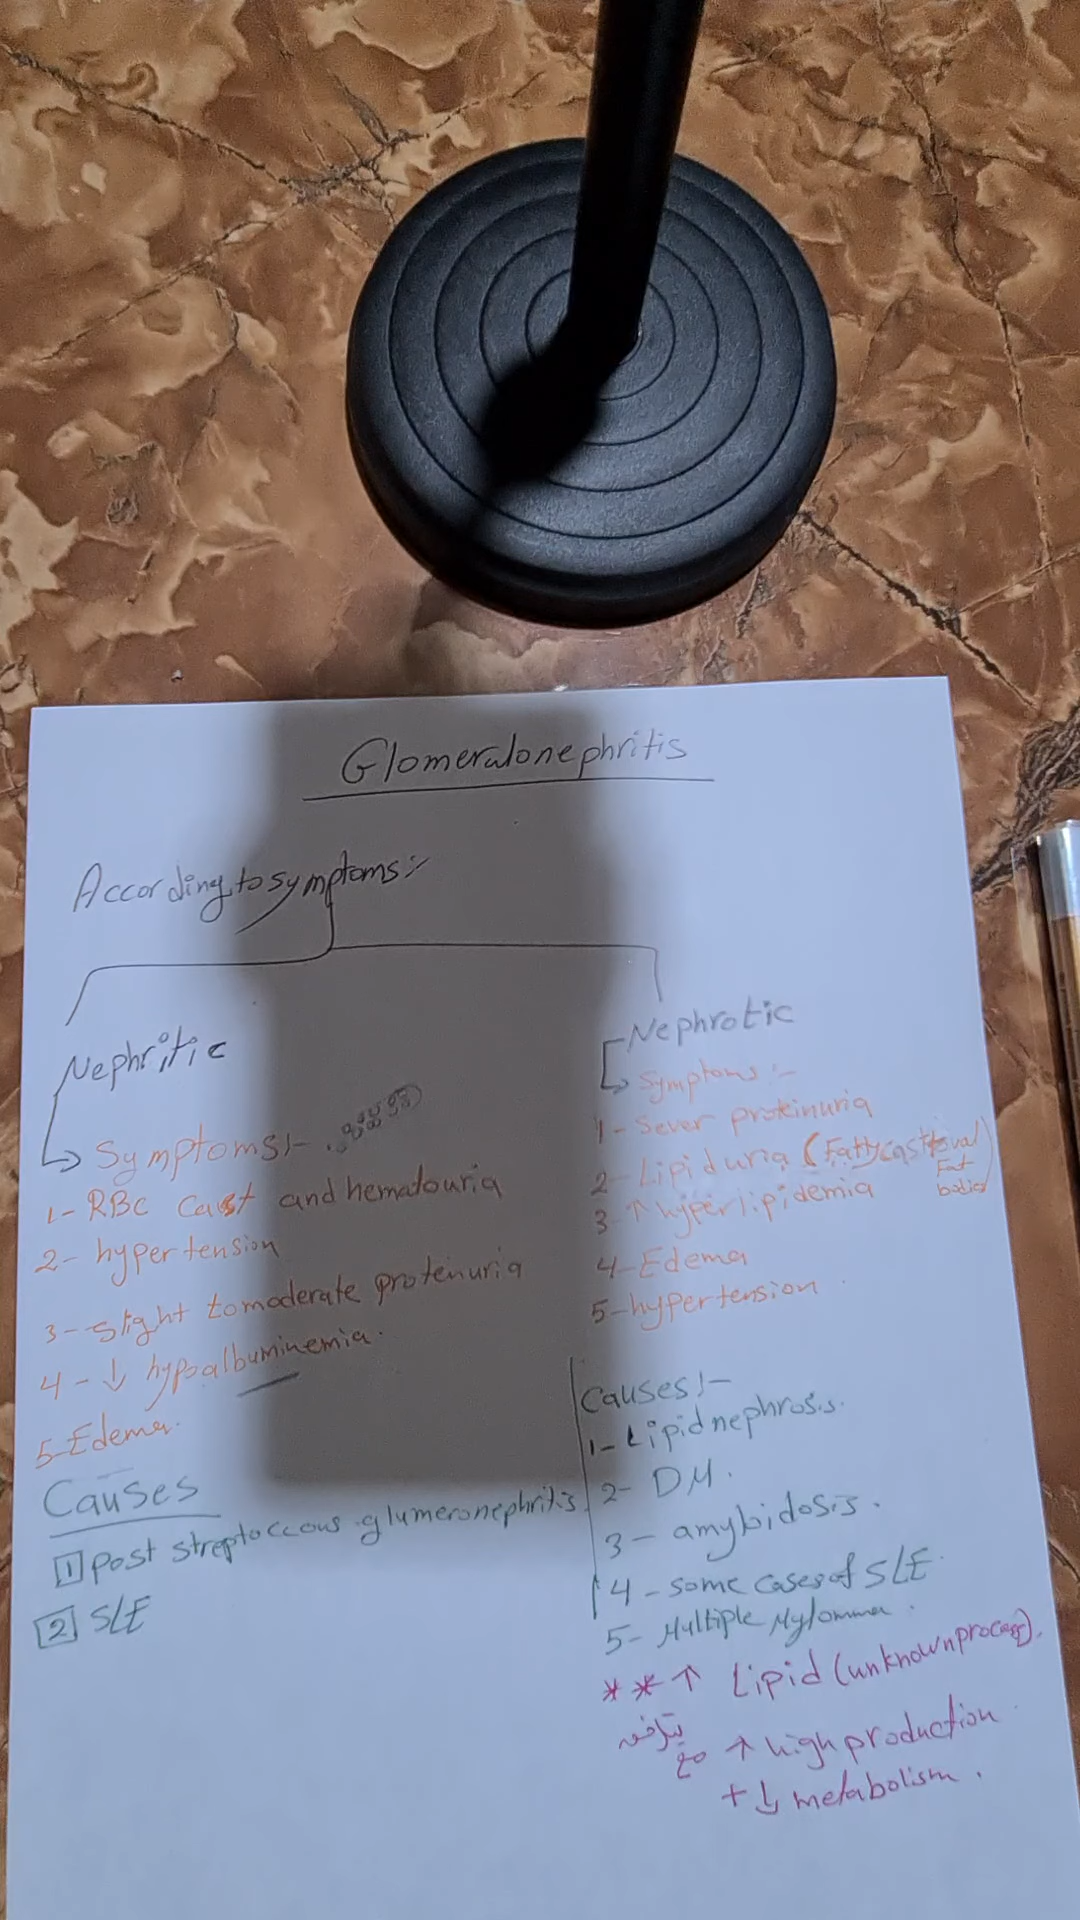 Glomeralonephritis
According to symptoms:-
Nephritic
Symptoms:-
1- RBC Cast and hematouria
2- hypertension
3- slight to moderate protenuria
4- ↓ hypoalbuminemia.
5- Edema.
Causes
1 post streptoccous glumeronephritis
2 SLE
Nephrotic
Symptoms:-
1- Sever proteinuria
2- Lipiduria (Fatty cast + oval Fat bodies)
3- ↑ hyperlipidemia
4- Edema
5- hypertension
Causes:-
1- Lipid nephrosis.
2- DM.
3- amyloidosis.
4- some cases of SLE.
5- Multiple Mylomma.
** ↑ Lipid (unknown process).
مع ↑ high production
+ ↓ metabolism.